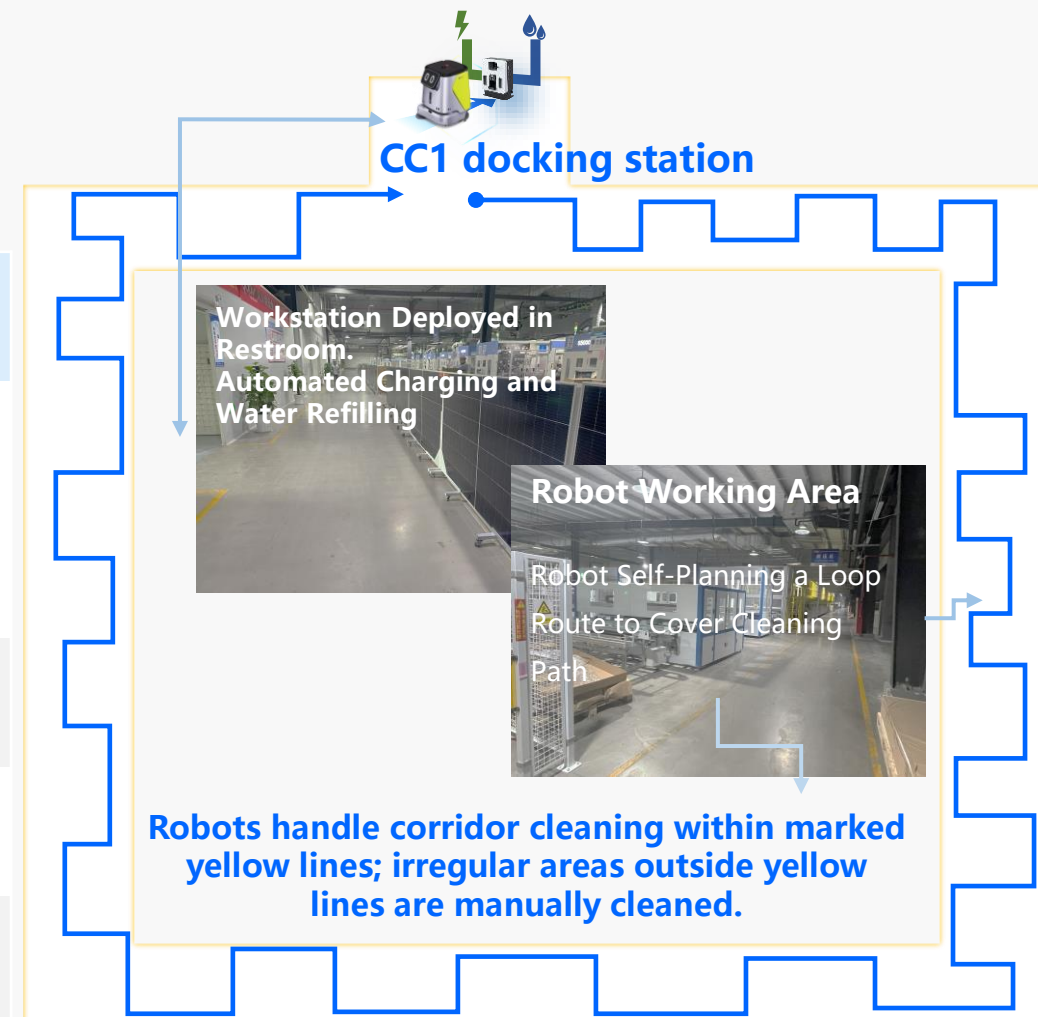 CC1 docking station
Workstation Deployed in
Restroom.
Automated Charging and
Water Refilling
Robot Working Area
Robot Self-Planning a Loop
Route to Cover Cleaning
Path
Robots handle corridor cleaning within marked
yellow lines; irregular areas outside yellow
lines are manually cleaned.